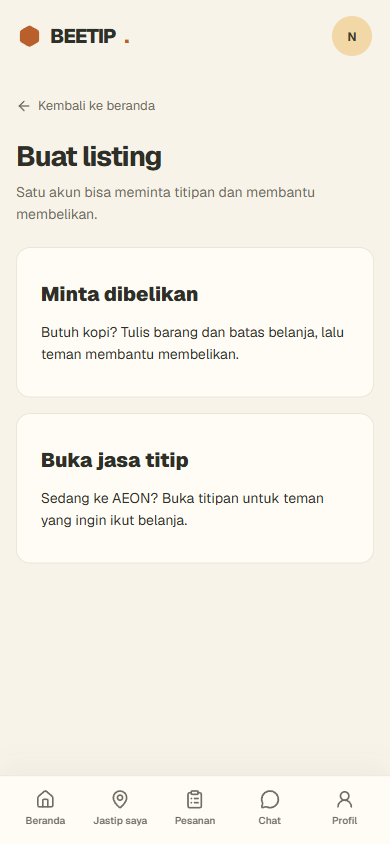 BEETIP .
N
Kembali ke beranda
Buat listing
Satu akun bisa meminta titipan dan membantu
membelikan.
Minta dibelikan
Butuh kopi? Tulis barang dan batas belanja, lalu
teman membantu membelikan.
Buka jasa titip
Sedang ke AEON? Buka titipan untuk teman
yang ingin ikut belanja.
Beranda
Jastip saya
Pesanan
Chat
Profil